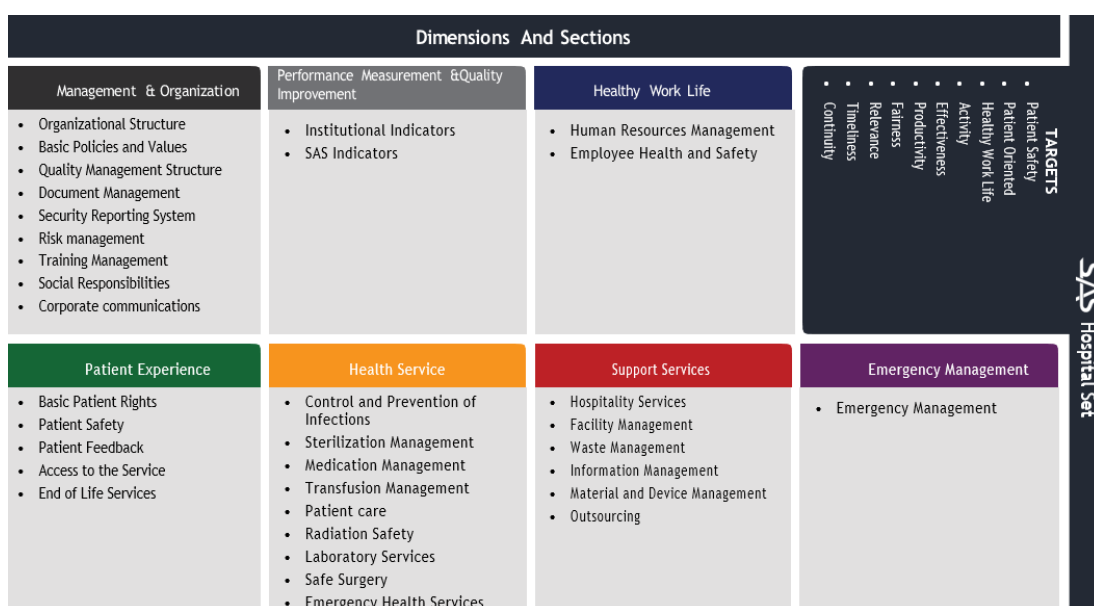 Dimensions And Sections
Management & Organization
• Organizational Structure
• Basic Policies and Values
• Quality Management Structure
• Document Management
• Security Reporting System
• Risk management
• Training Management
• Social Responsibilities
• Corporate communications
Performance Measurement &Quality
Improvement
• Institutional Indicators
• SAS Indicators
Healthy Work Life
• Human Resources Management
• Employee Health and Safety
TARGETS
• Patient Safety
• Patient Oriented
• Healthy Work Life
• Activity
• Effectiveness
• Productivity
• Fairness
• Relevance
• Timeliness
• Continuity
SAS Hospital Set
Patient Experience
• Basic Patient Rights
• Patient Safety
• Patient Feedback
• Access to the Service
• End of Life Services
Health Service
• Control and Prevention of
Infections
• Sterilization Management
• Medication Management
• Transfusion Management
• Patient care
• Radiation Safety
• Laboratory Services
• Safe Surgery
• Emergency Health Services
Support Services
• Hospitality Services
• Facility Management
• Waste Management
• Information Management
• Material and Device Management
• Outsourcing
Emergency Management
• Emergency Management